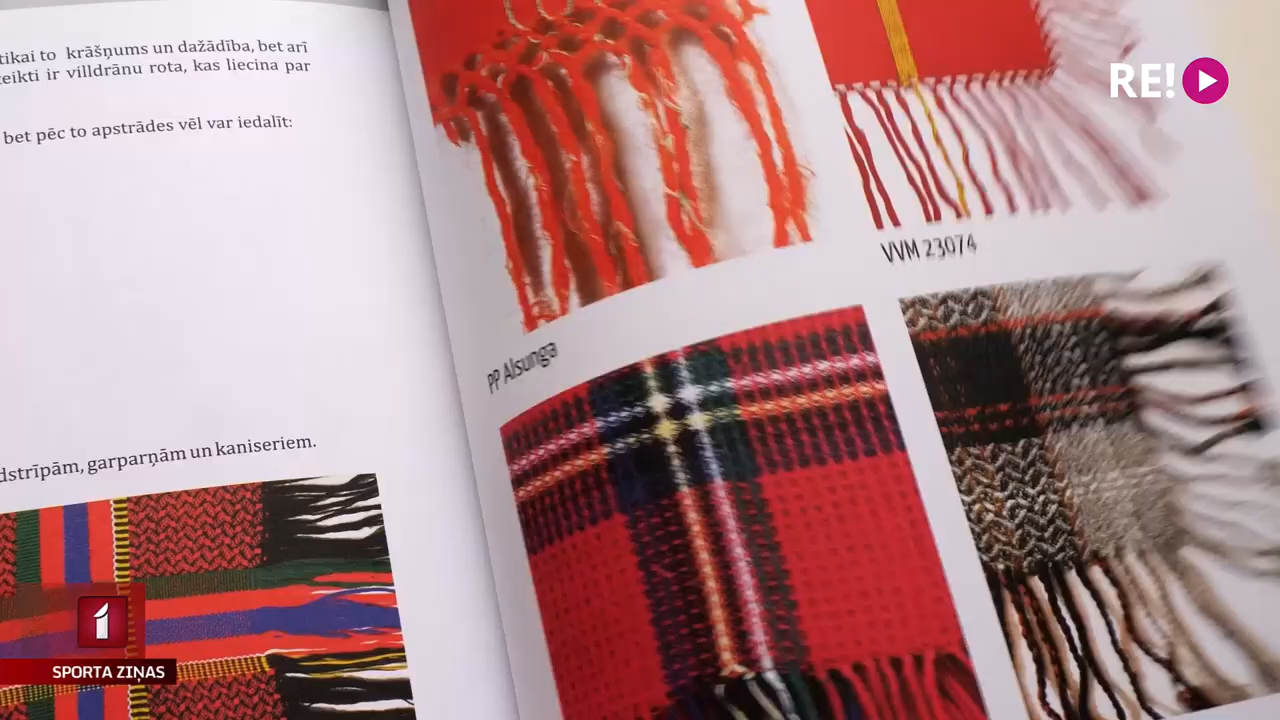 tikai to krāšņums un dažādība, bet arī
teikti ir villdrānu rota, kas liecina par
bet pēc to apstrādes vēl var iedalīt:
dstrīpām, garparņām un kaniseriem.
PP Alsunga
VVM 23074
RE!
1
SPORTA ZIŅAS